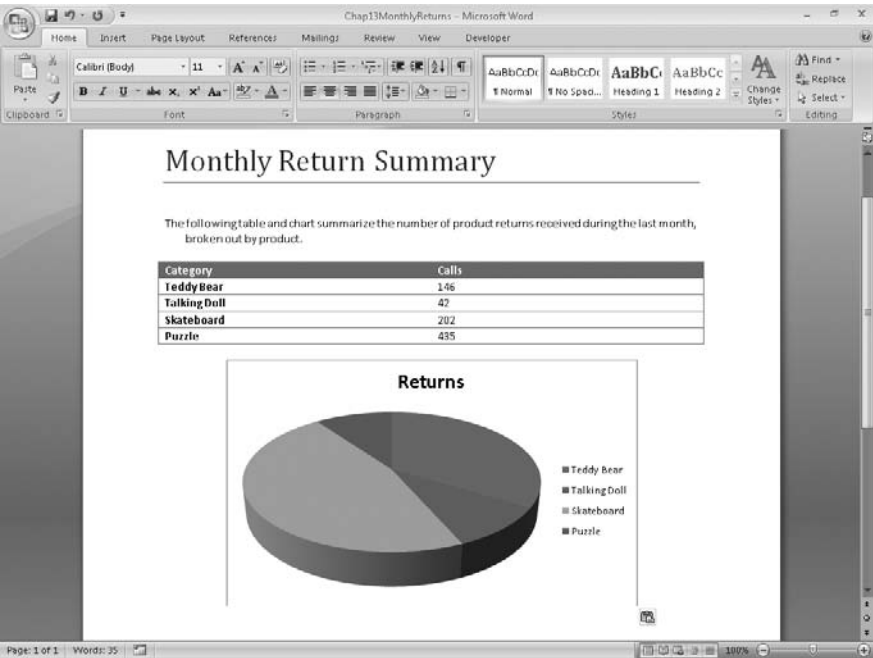 Chap13MonthlyReturns - Microsoft Word
Home Insert Page Layout References Mailings Review View Developer
Calibri (Body) 11
Find
Replace
Select
Paste
B I U abc x₂ x² Aa
A
AaBbCcDc AaBbCcDc AaBbC AaBbCc
¶ Normal ¶ No Spaci... Heading 1 Heading 2
Change
Styles
Clipboard Font Paragraph Styles Editing
Monthly Return Summary
The following table and chart summarize the number of product returns received during the last month,
broken out by product.
Category Calls
Teddy Bear 146
Talking Doll 42
Skateboard 202
Puzzle 435
Returns
Teddy Bear
Talking Doll
Skateboard
Puzzle
Page: 1 of 1 Words: 35 100%